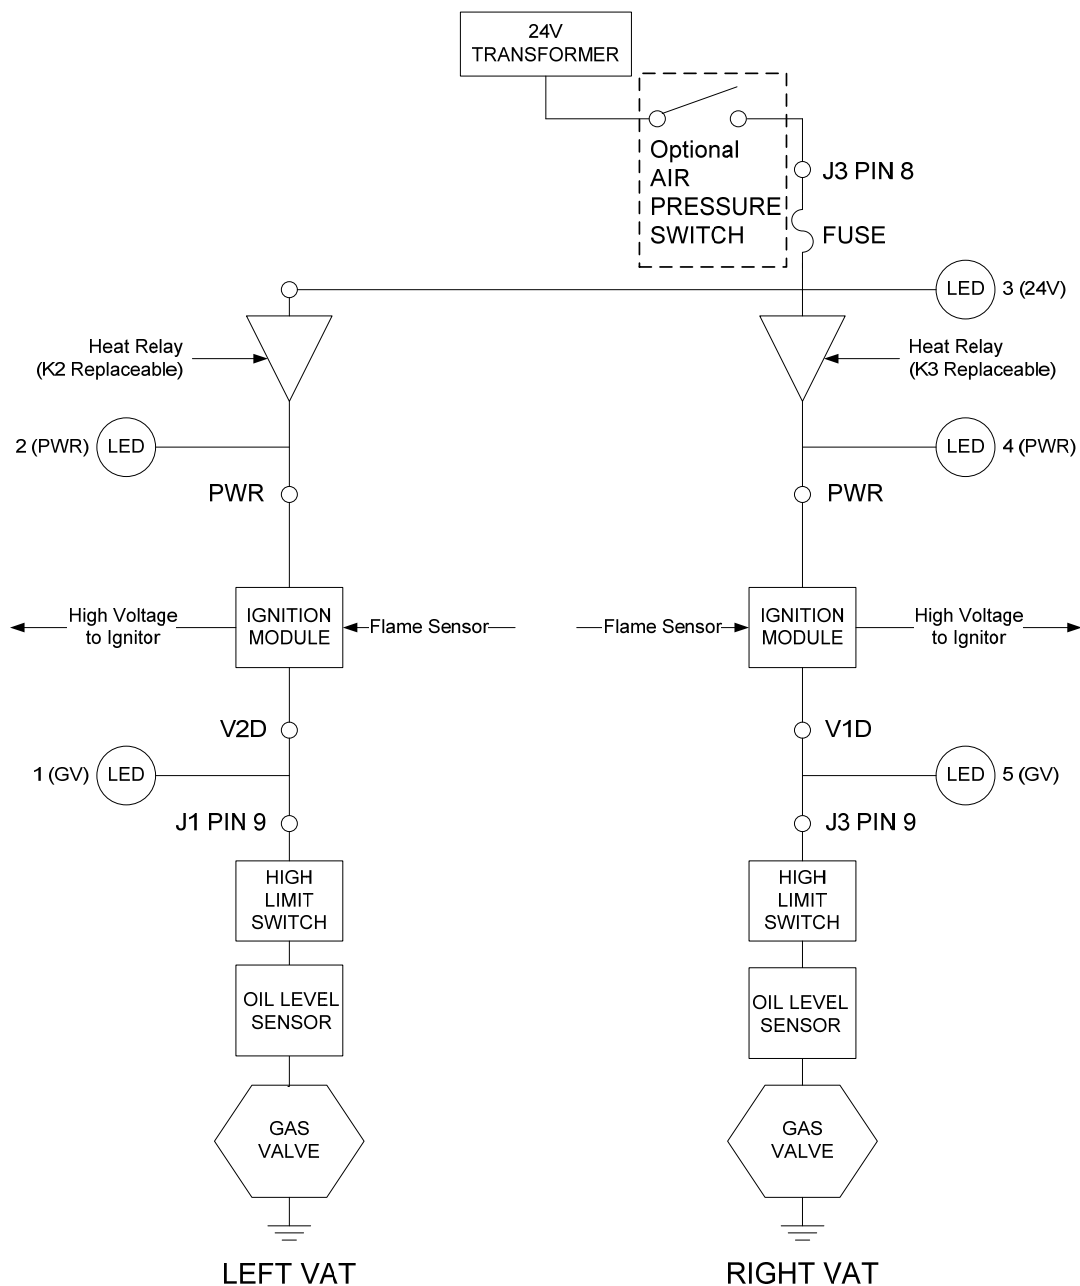 24V
TRANSFORMER
Optional
AIR
PRESSURE
SWITCH
J3 PIN 8
FUSE
LED
3 (24V)
Heat Relay
(K2 Replaceable)
Heat Relay
(K3 Replaceable)
2 (PWR)
LED
LED
4 (PWR)
PWR
PWR
High Voltage
to Ignitor
IGNITION
MODULE
Flame Sensor
Flame Sensor
IGNITION
MODULE
High Voltage
to Ignitor
V2D
V1D
1 (GV)
LED
LED
5 (GV)
J1 PIN 9
J3 PIN 9
HIGH
LIMIT
SWITCH
HIGH
LIMIT
SWITCH
OIL LEVEL
SENSOR
OIL LEVEL
SENSOR
GAS
VALVE
GAS
VALVE
LEFT VAT
RIGHT VAT